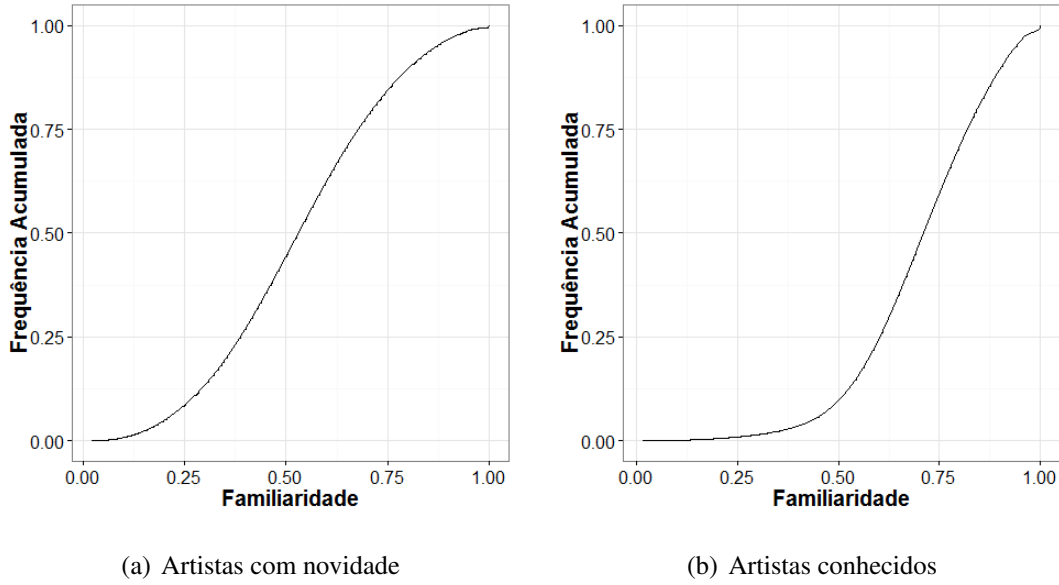 1.00
0.75
0.50
0.25
0.00
Frequência Acumulada
0.00 0.25 0.50 0.75 1.00
Familiaridade
(a) Artistas com novidade
1.00
0.75
0.50
0.25
0.00
Frequência Acumulada
0.00 0.25 0.50 0.75 1.00
Familiaridade
(b) Artistas conhecidos